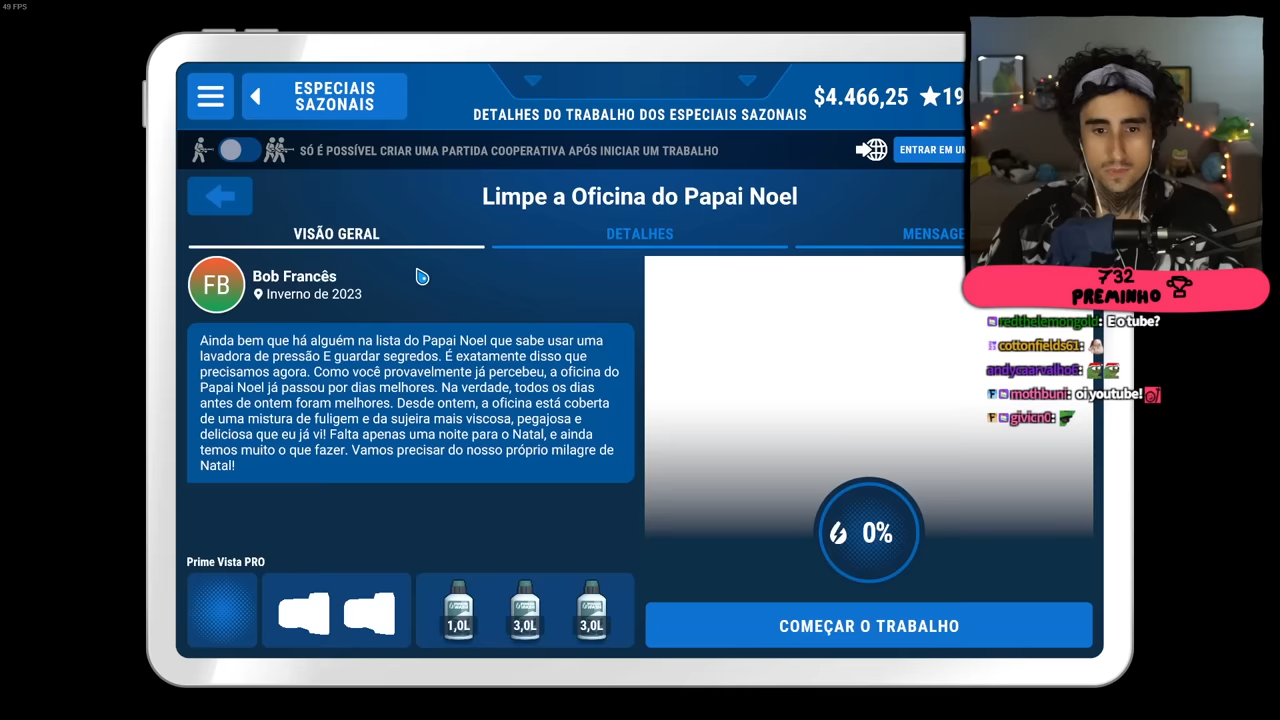 49 FPS
ESPECIAIS
SAZONAIS
DETALHES DO TRABALHO DOS ESPECIAIS SAZONAIS
$4.466,25 ★19
SÓ É POSSÍVEL CRIAR UMA PARTIDA COOPERATIVA APÓS INICIAR UM TRABALHO
ENTRAR EM UM
Limpe a Oficina do Papai Noel
VISÃO GERAL
DETALHES
MENSAGE
FB
Bob Francês
Inverno de 2023
732
PREMINHO
redthelemongold: E o tube?
cottonfields61:
andycaarvalho6:
mothbuni: oi youtube!
givicn0:
Ainda bem que há alguém na lista do Papai Noel que sabe usar uma
lavadora de pressão E guardar segredos. É exatamente disso que
precisamos agora. Como você provavelmente já percebeu, a oficina do
Papai Noel já passou por dias melhores. Na verdade, todos os dias
antes de ontem foram melhores. Desde ontem, a oficina está coberta
de uma mistura de fuligem e da sujeira mais viscosa, pegajosa e
deliciosa que eu já vi! Falta apenas uma noite para o Natal, e ainda
temos muito o que fazer. Vamos precisar do nosso próprio milagre de
Natal!
0%
Prime Vista PRO
1,0L
3,0L
3,0L
COMEÇAR O TRABALHO